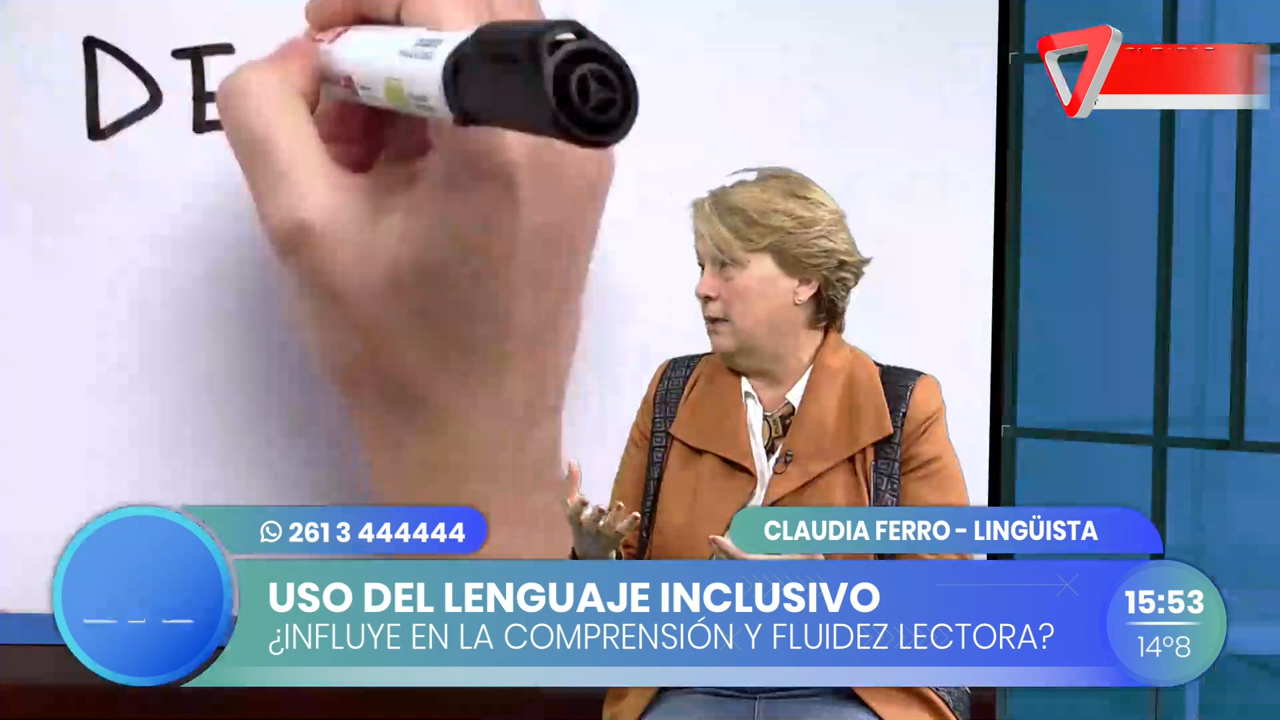 DE
261 3 444444
CLAUDIA FERRO - LINGÜISTA
USO DEL LENGUAJE INCLUSIVO
¿INFLUYE EN LA COMPRENSIÓN Y FLUIDEZ LECTORA?
15:53
14º8